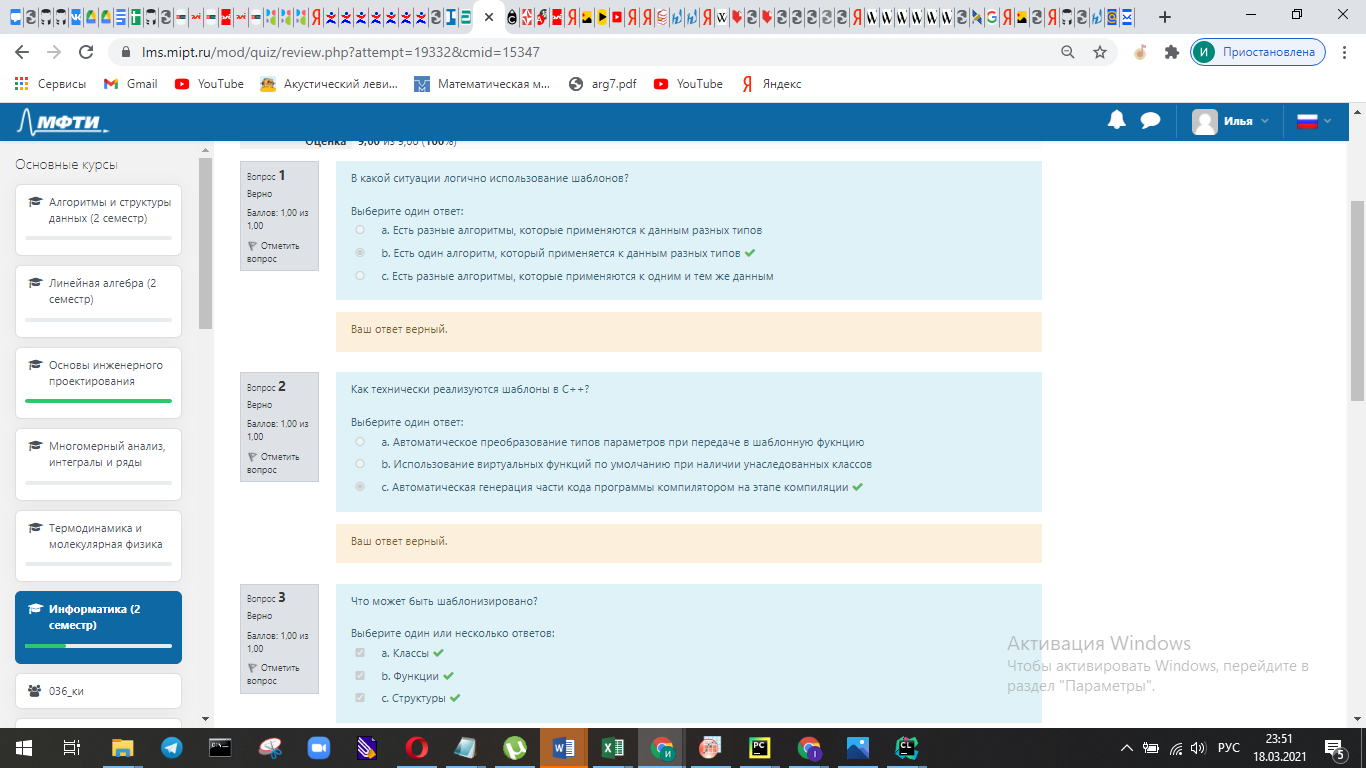 lms.mipt.ru/mod/quiz/review.php?attempt=19332&cmid=15347
И
Приостановлена
Сервисы
Gmail
YouTube
Акустический леви...
Математическая м...
arg7.pdf
YouTube
Яндекс
МФТИ
Илья
Основные курсы
Алгоритмы и структуры
данных (2 семестр)
Линейная алгебра (2
семестр)
Основы инженерного
проектирования
Многомерный анализ,
интегралы и ряды
Термодинамика и
молекулярная физика
Информатика (2
семестр)
036_ки
Оценка 9,00 из 9,00 (100%)
Вопрос 1
Верно
Баллов: 1,00 из
1,00
Отметить
вопрос
В какой ситуации логично использование шаблонов?
Выберите один ответ:
a. Есть разные алгоритмы, которые применяются к данным разных типов
b. Есть один алгоритм, который применяется к данным разных типов
c. Есть разные алгоритмы, которые применяются к одним и тем же данным
Ваш ответ верный.
Вопрос 2
Верно
Баллов: 1,00 из
1,00
Отметить
вопрос
Как технически реализуются шаблоны в C++?
Выберите один ответ:
a. Автоматическое преобразование типов параметров при передаче в шаблонную фукнцию
b. Использование виртуальных функций по умолчанию при наличии унаследованных классов
c. Автоматическая генерация части кода программы компилятором на этапе компиляции
Ваш ответ верный.
Вопрос 3
Верно
Баллов: 1,00 из
1,00
Отметить
вопрос
Что может быть шаблонизировано?
Выберите один или несколько ответов:
a. Классы
b. Функции
c. Структуры
Активация Windows
Чтобы активировать Windows, перейдите в
раздел "Параметры".
РУС
23:51
18.03.2021
5